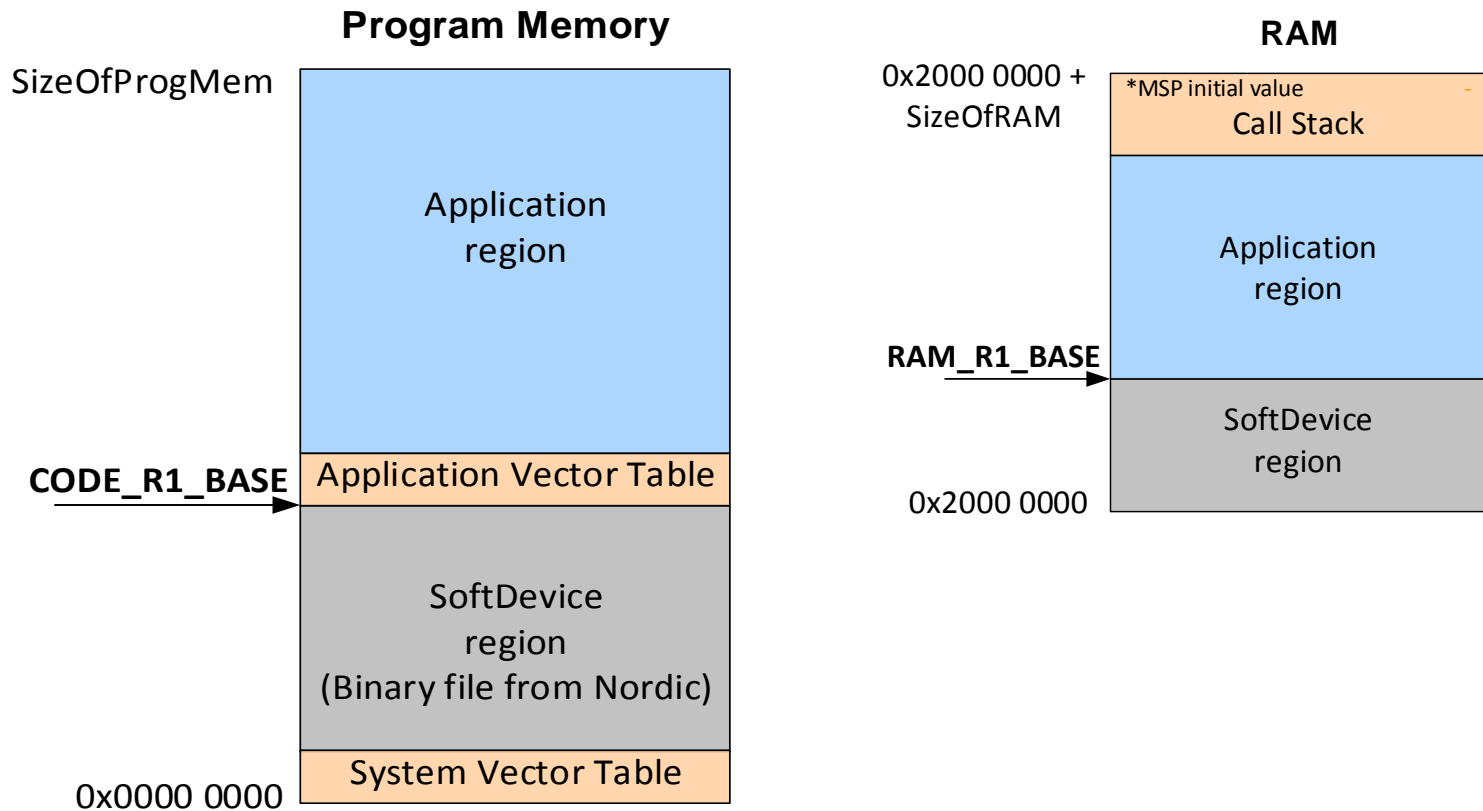 Program Memory
SizeOfProgMem
Application
region
CODE_R1_BASE
Application Vector Table
SoftDevice
region
(Binary file from Nordic)
System Vector Table
0x0000 0000
RAM
0x2000 0000 +
SizeOfRAM
*MSP initial value -
Call Stack
Application
region
RAM_R1_BASE
SoftDevice
region
0x2000 0000